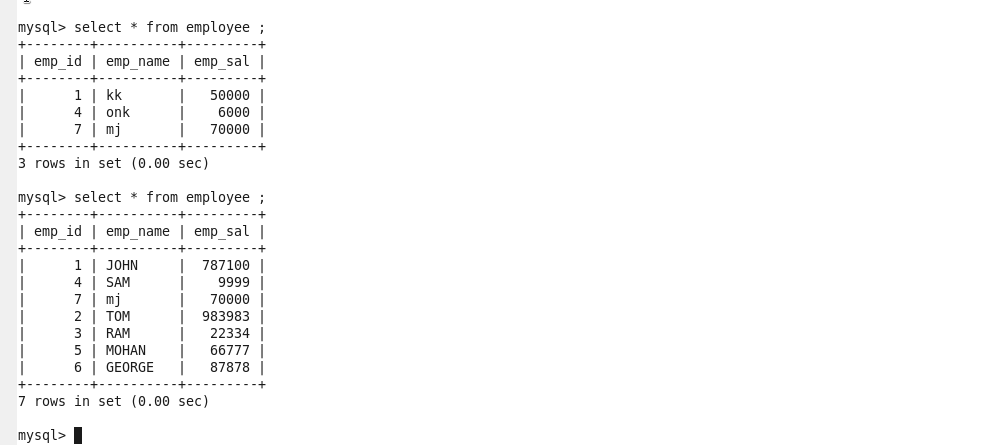 mysql> select * from employee ;
+--------+----------+---------+
| emp_id | emp_name | emp_sal |
+--------+----------+---------+
|      1 | kk       |   50000 |
|      4 | onk      |    6000 |
|      7 | mj       |   70000 |
+--------+----------+---------+
3 rows in set (0.00 sec)

mysql> select * from employee ;
+--------+----------+---------+
| emp_id | emp_name | emp_sal |
+--------+----------+---------+
|      1 | JOHN     |  787100 |
|      4 | SAM      |    9999 |
|      7 | mj       |   70000 |
|      2 | TOM      |  983983 |
|      3 | RAM      |   22334 |
|      5 | MOHAN    |   66777 |
|      6 | GEORGE   |   87878 |
+--------+----------+---------+
7 rows in set (0.00 sec)

mysql>